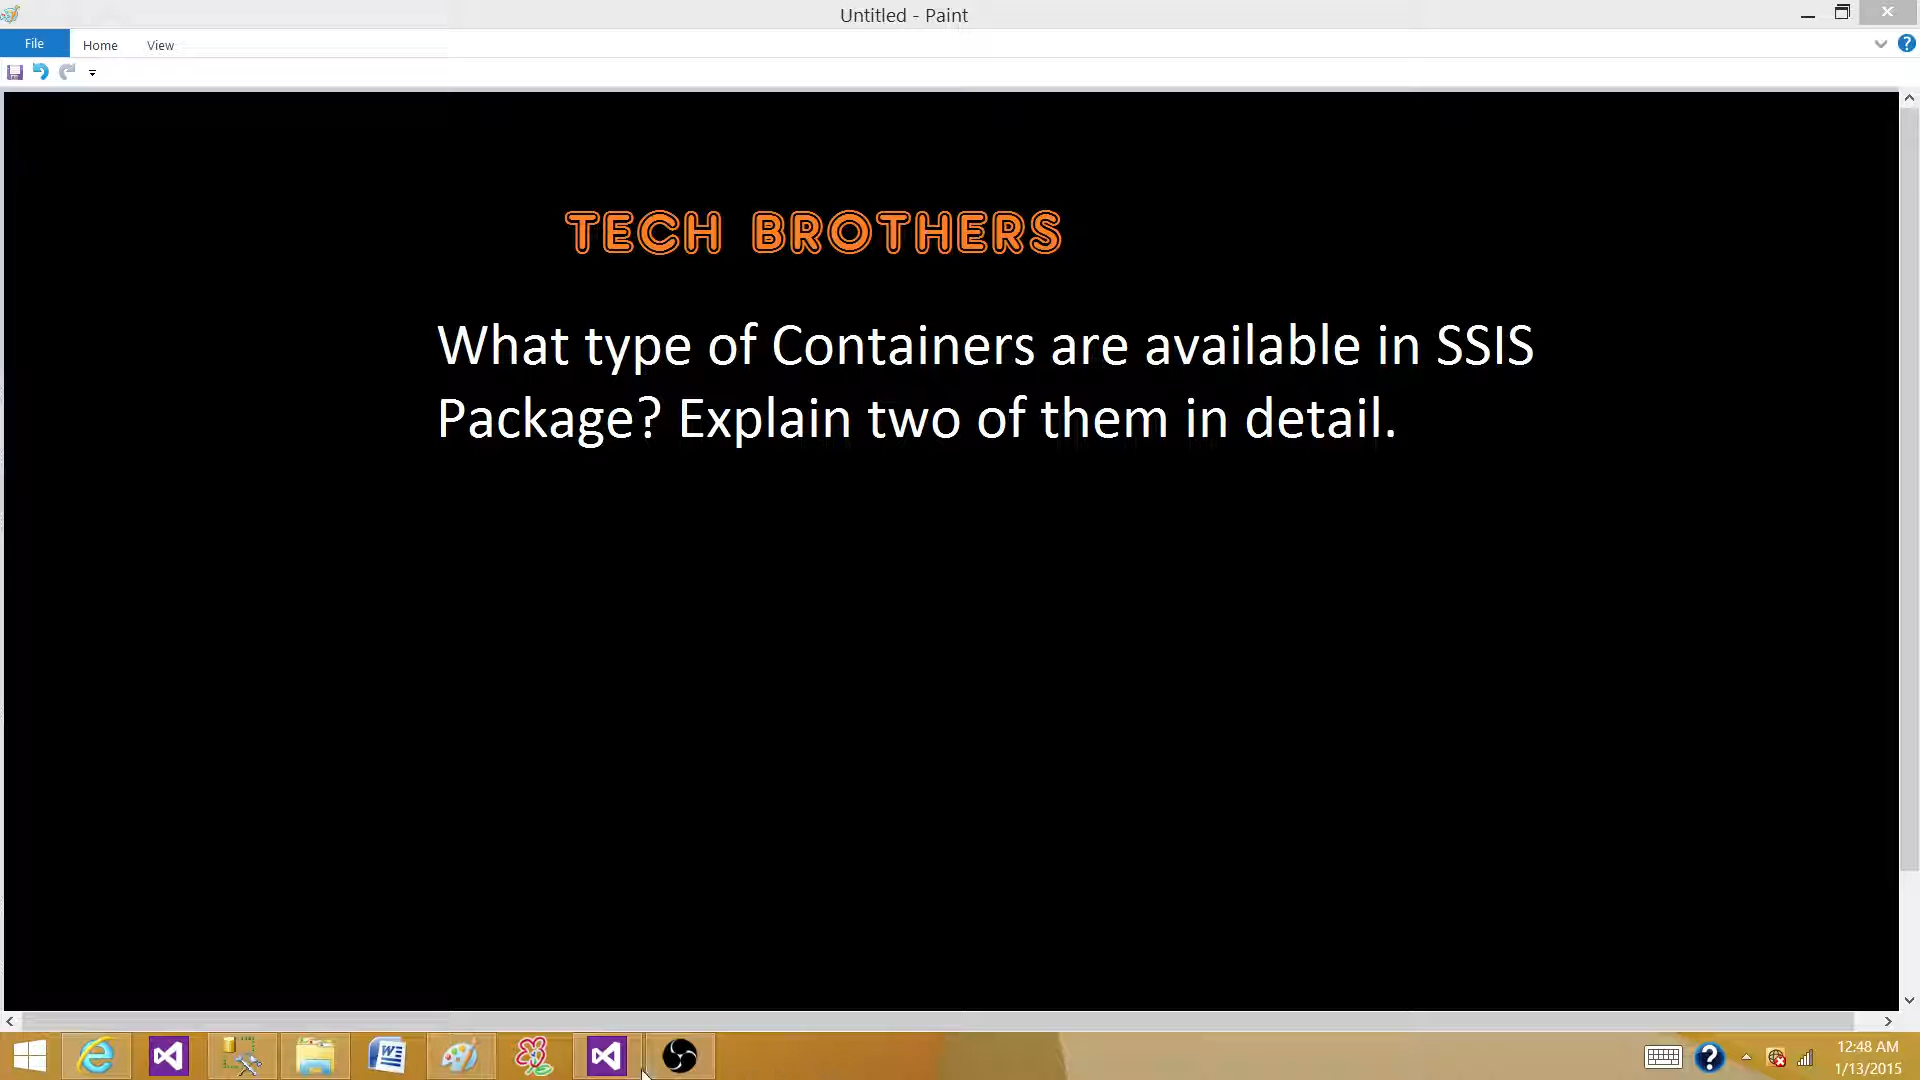 Untitled - Paint
File Home View
TECH BROTHERS
What type of Containers are available in SSIS
Package? Explain two of them in detail.
12:48 AM
1/13/2015